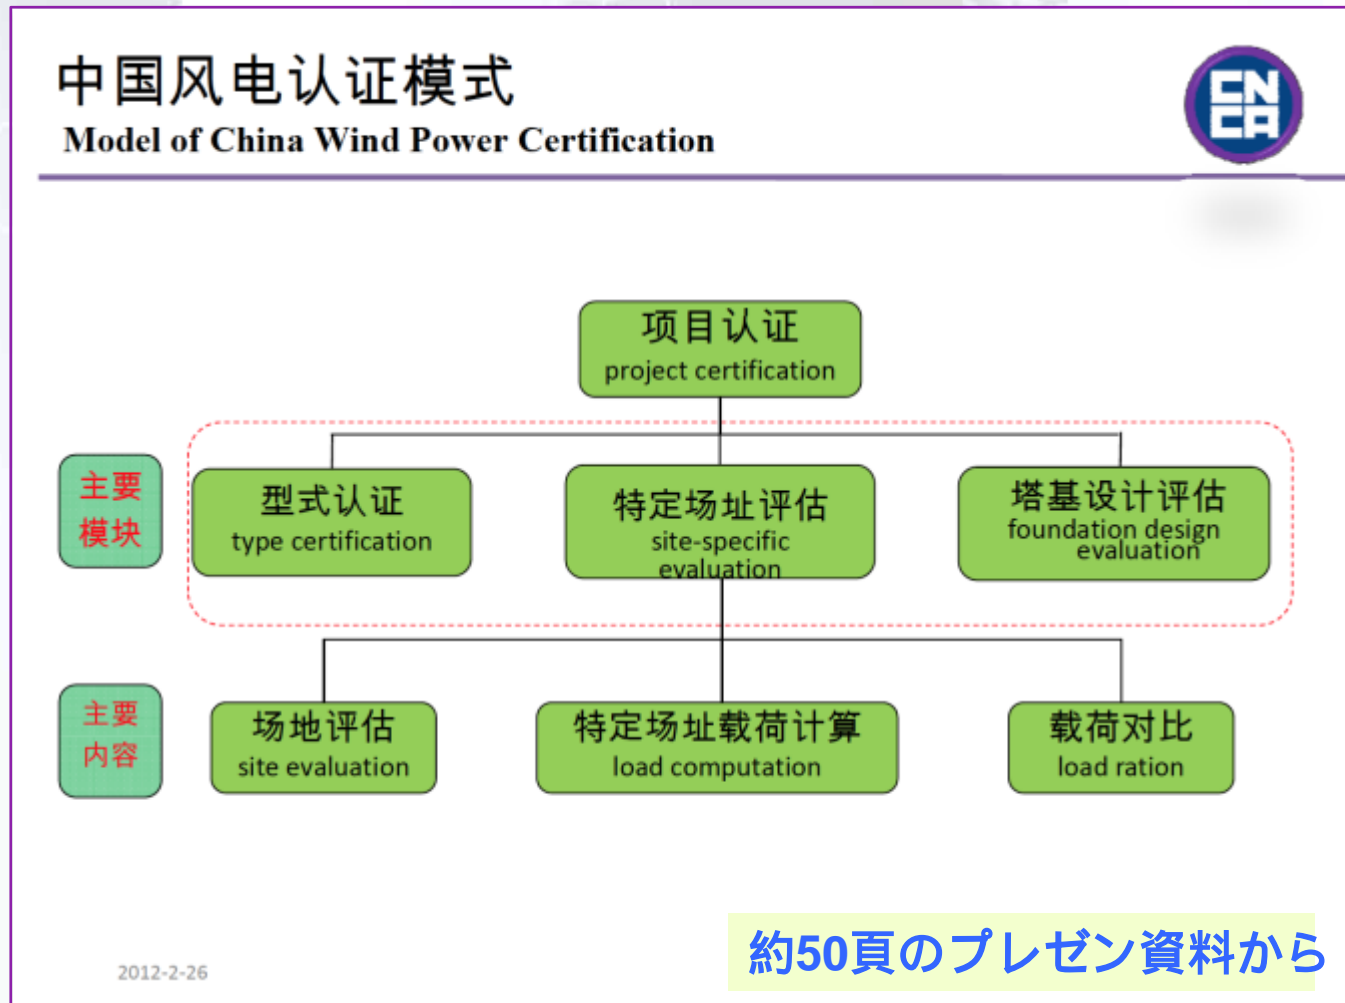 中国风电认证模式
Model of China Wind Power Certification
CN
CA
项目认证
project certification
主要
模块
型式认证
type certification
特定场址评估
site-specific
evaluation
塔基设计评估
foundation design
evaluation
主要
内容
场地评估
site evaluation
特定场址载荷计算
load computation
载荷对比
load ration
2012-2-26
約50頁のプレゼン資料から